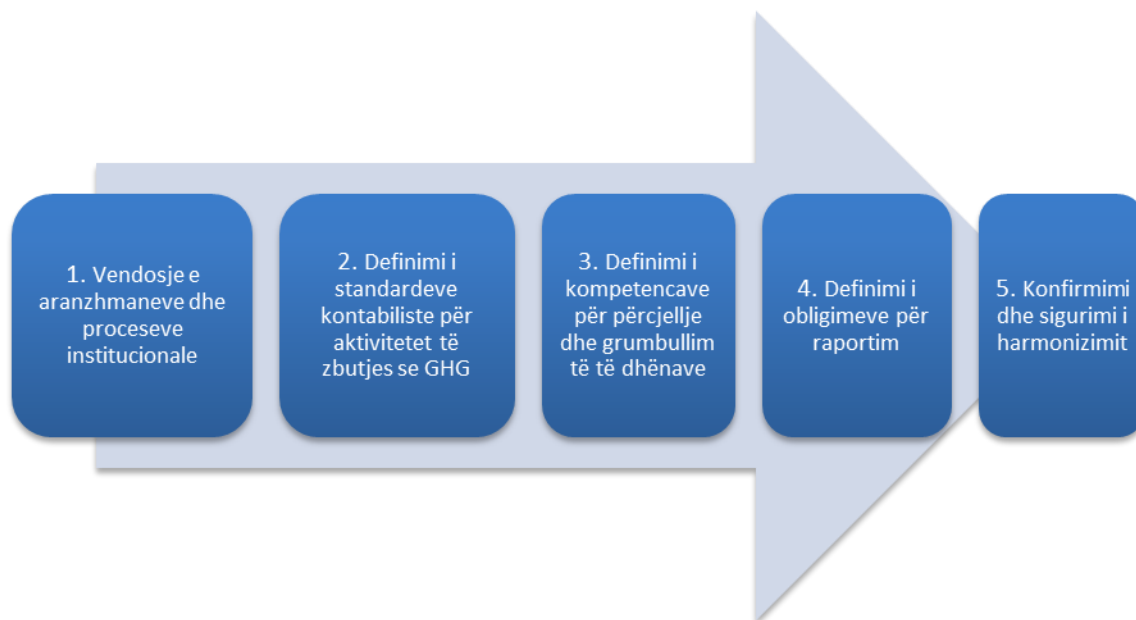 1. Vendosje e
aranzhmaneve dhe
proceseve
institucionale
2. Definimi i
standardeve
kontabiliste për
aktivitetet të
zbutjes se GHG
3. Definimi i
kompetencave
për përcjellje
dhe grumbullim
të të dhënave
4. Definimi i
obligimeve për
raportim
5. Konfirmimi
dhe sigurimi i
harmonizimit